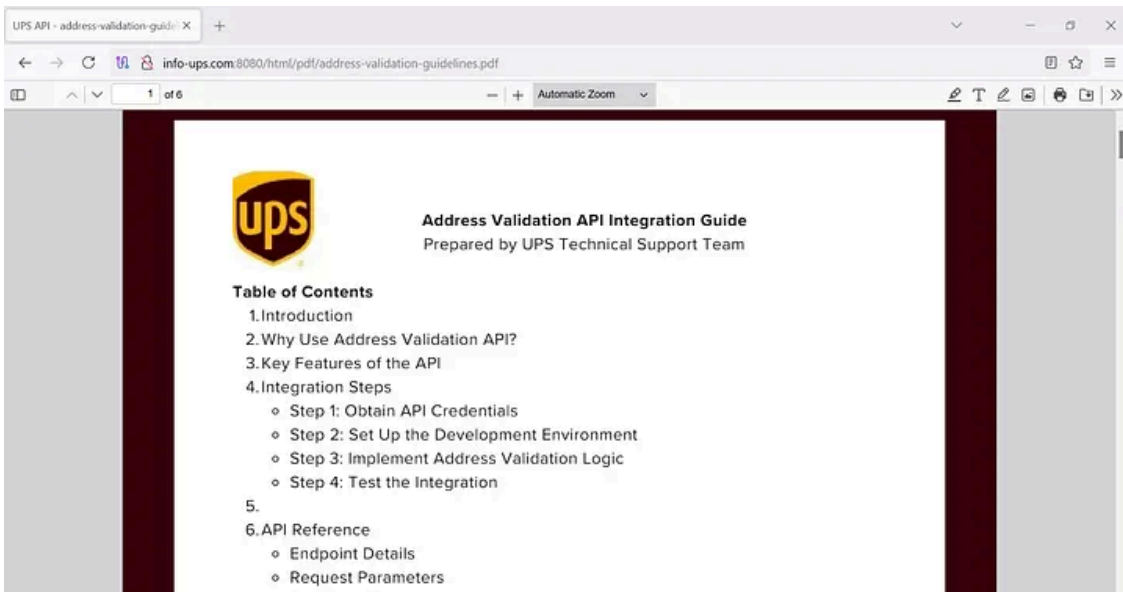 UPS API - address-validation-guide
info-ups.com:8080/html/pdf/address-validation-guidelines.pdf
1 of 6
Automatic Zoom
ups
Address Validation API Integration Guide
Prepared by UPS Technical Support Team
Table of Contents
1. Introduction
2. Why Use Address Validation API?
3. Key Features of the API
4. Integration Steps
Step 1: Obtain API Credentials
Step 2: Set Up the Development Environment
Step 3: Implement Address Validation Logic
Step 4: Test the Integration
5.
6. API Reference
Endpoint Details
Request Parameters